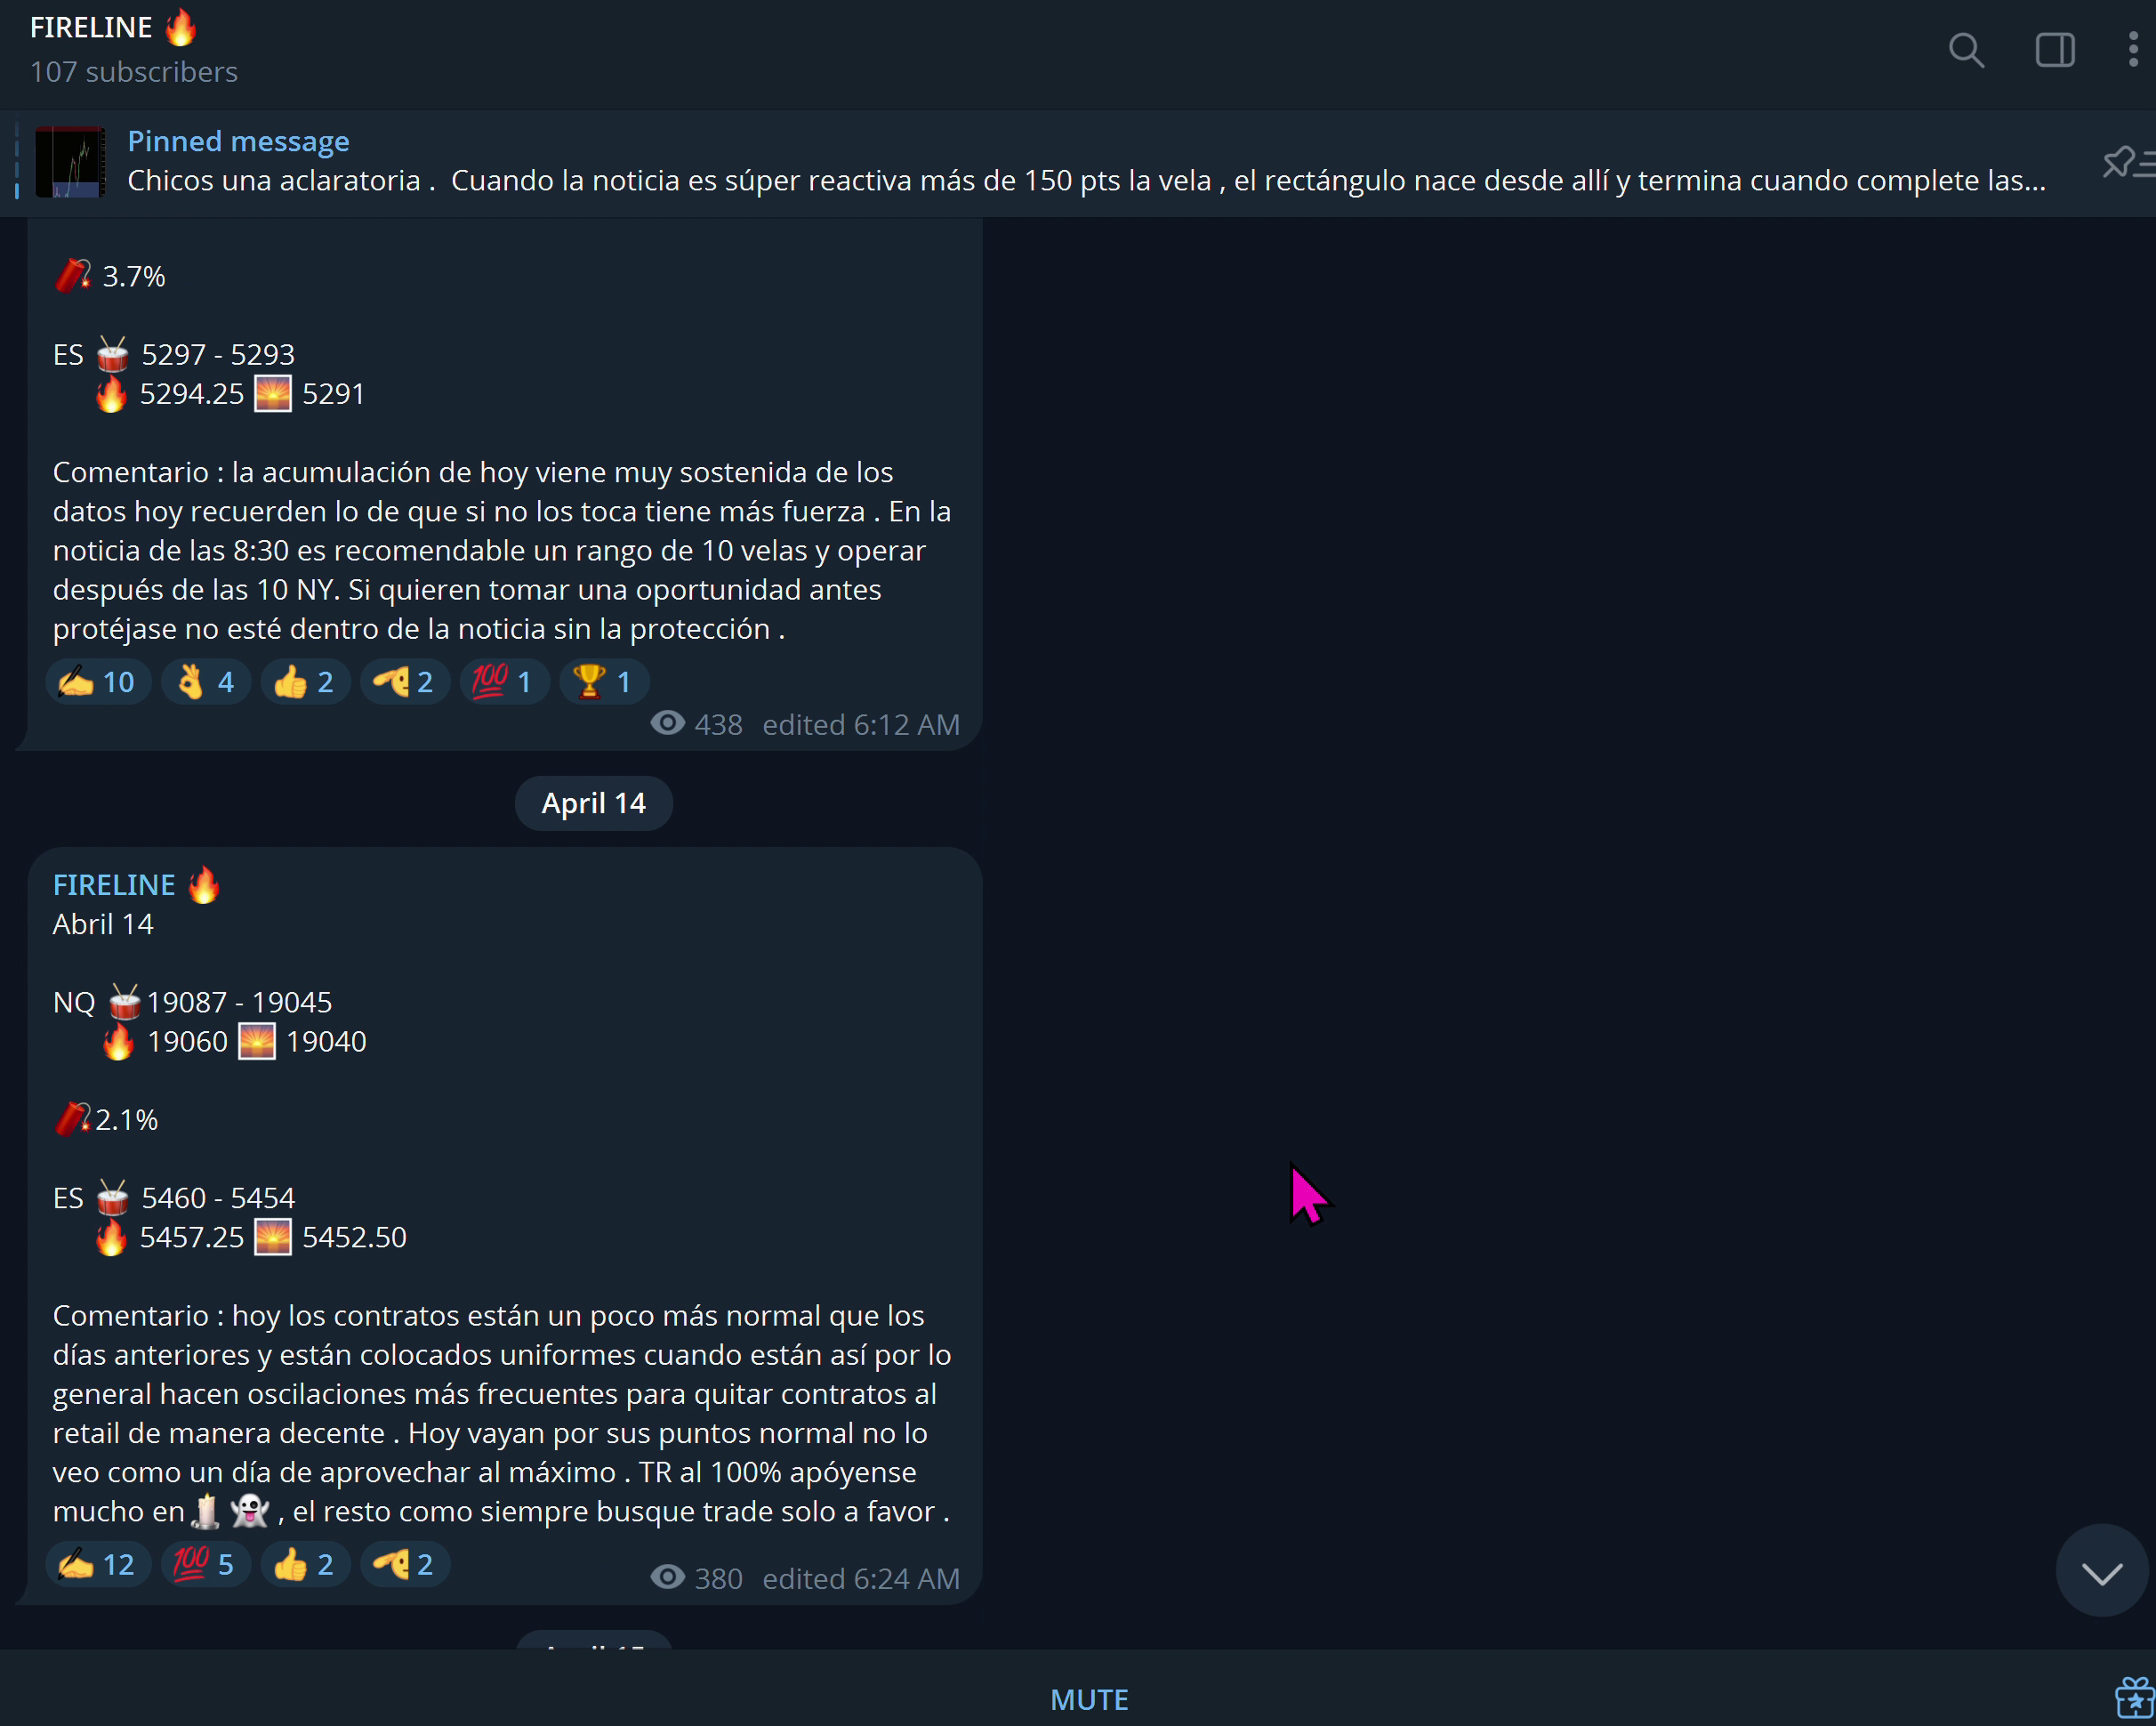 FIRELINE 🔥
107 subscribers
Pinned message
Chicos una aclaratoria .  Cuando la noticia es súper reactiva más de 150 pts la vela , el rectángulo nace desde allí y termina cuando complete las...
🧨 3.7%
ES 🥁 5297 - 5293
🔥 5294.25 🌅 5291
Comentario : la acumulación de hoy viene muy sostenida de los
datos hoy recuerden lo de que si no los toca tiene más fuerza . En la
noticia de las 8:30 es recomendable un rango de 10 velas y operar
después de las 10 NY. Si quieren tomar una oportunidad antes
protéjase no esté dentro de la noticia sin la protección .
✍️ 10 👌 4 👍 2 🫡 2 💯 1 🏆 1
438 edited 6:12 AM
April 14
FIRELINE 🔥
Abril 14
NQ 🥁 19087 - 19045
🔥 19060 🌅 19040
🧨2.1%
ES 🥁 5460 - 5454
🔥 5457.25 🌅 5452.50
Comentario : hoy los contratos están un poco más normal que los
días anteriores y están colocados uniformes cuando están así por lo
general hacen oscilaciones más frecuentes para quitar contratos al
retail de manera decente . Hoy vayan por sus puntos normal no lo
veo como un día de aprovechar al máximo . TR al 100% apóyense
mucho en🕯️ 👻 , el resto como siempre busque trade solo a favor .
✍️ 12 💯 5 👍 2 🫡 2
380 edited 6:24 AM
MUTE